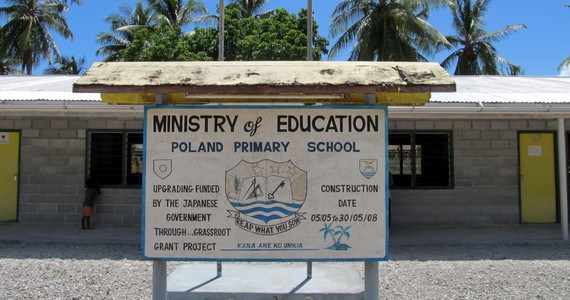 MINISTRY of EDUCATION
POLAND PRIMARY SCHOOL
UPGRADING FUNDED
BY THE JAPANESE
GOVERNMENT
THROUGH GRASSROOT
GRANT PROJECT
REAP WHAT YOU SOW
KANA ANE KO UNIKIA
CONSTRUCTION
DATE
05/05 to 30/05/08